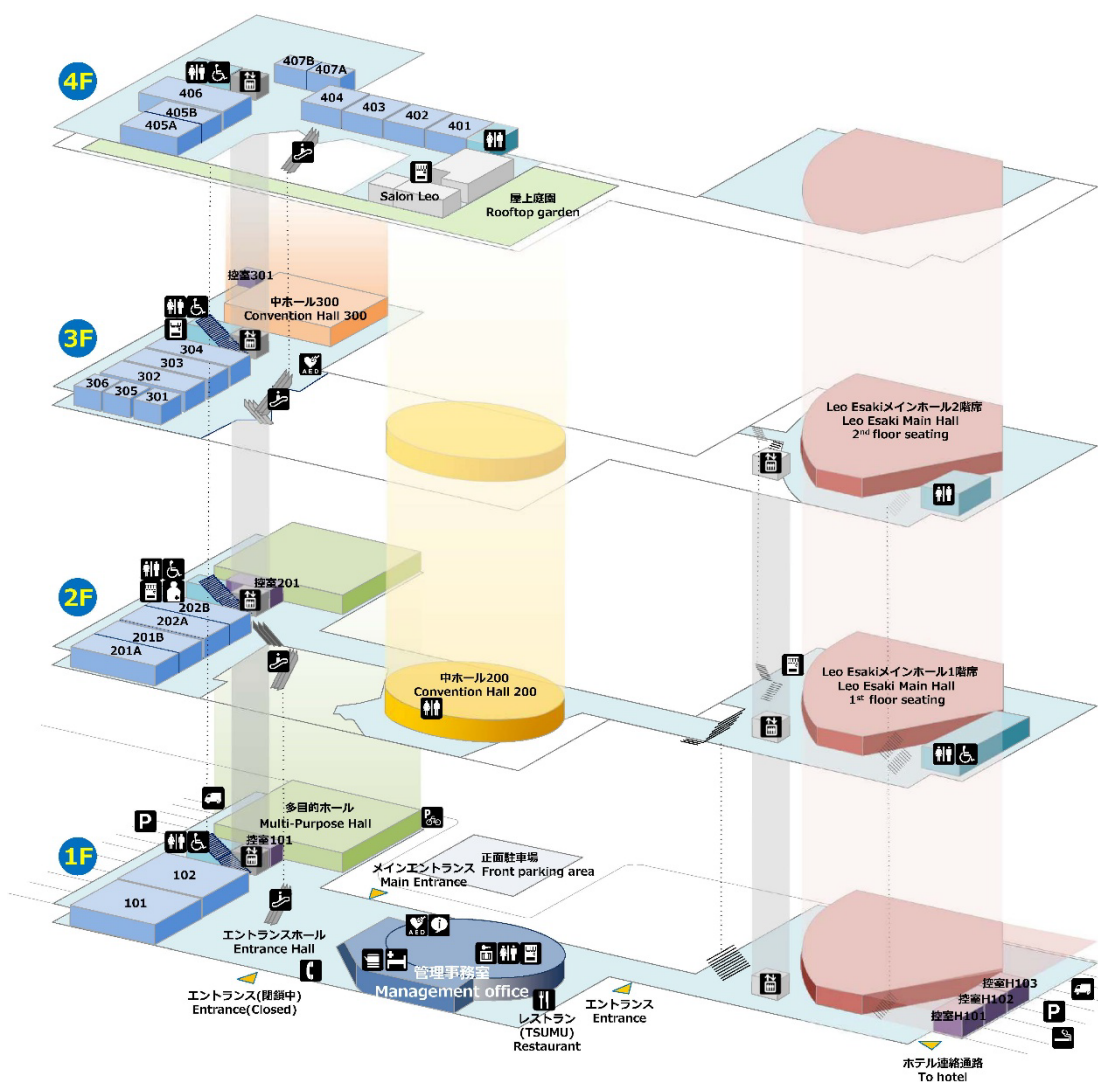 4F
407B
407A
406
405B
405A
404
403
402
401
Salon Leo
屋上庭園
Rooftop garden
3F
控室301
中ホール300
Convention Hall 300
304
303
302
306
305
301
AED
Leo Esakiメインホール2階席
Leo Esaki Main Hall
2nd floor seating
2F
控室201
202B
202A
201B
201A
中ホール200
Convention Hall 200
Leo Esakiメインホール1階席
Leo Esaki Main Hall
1st floor seating
1F
P
多目的ホール
Multi-Purpose Hall
P
控室101
102
101
正面駐車場
Front parking area
メインエントランス
Main Entrance
エントランスホール
Entrance Hall
AED
i
管理事務室
Management office
エントランス(閉鎖中)
Entrance(Closed)
レストラン
(TSUMU)
Restaurant
エントランス
Entrance
控室H103
控室H102
控室H101
P
ホテル連絡通路
To hotel